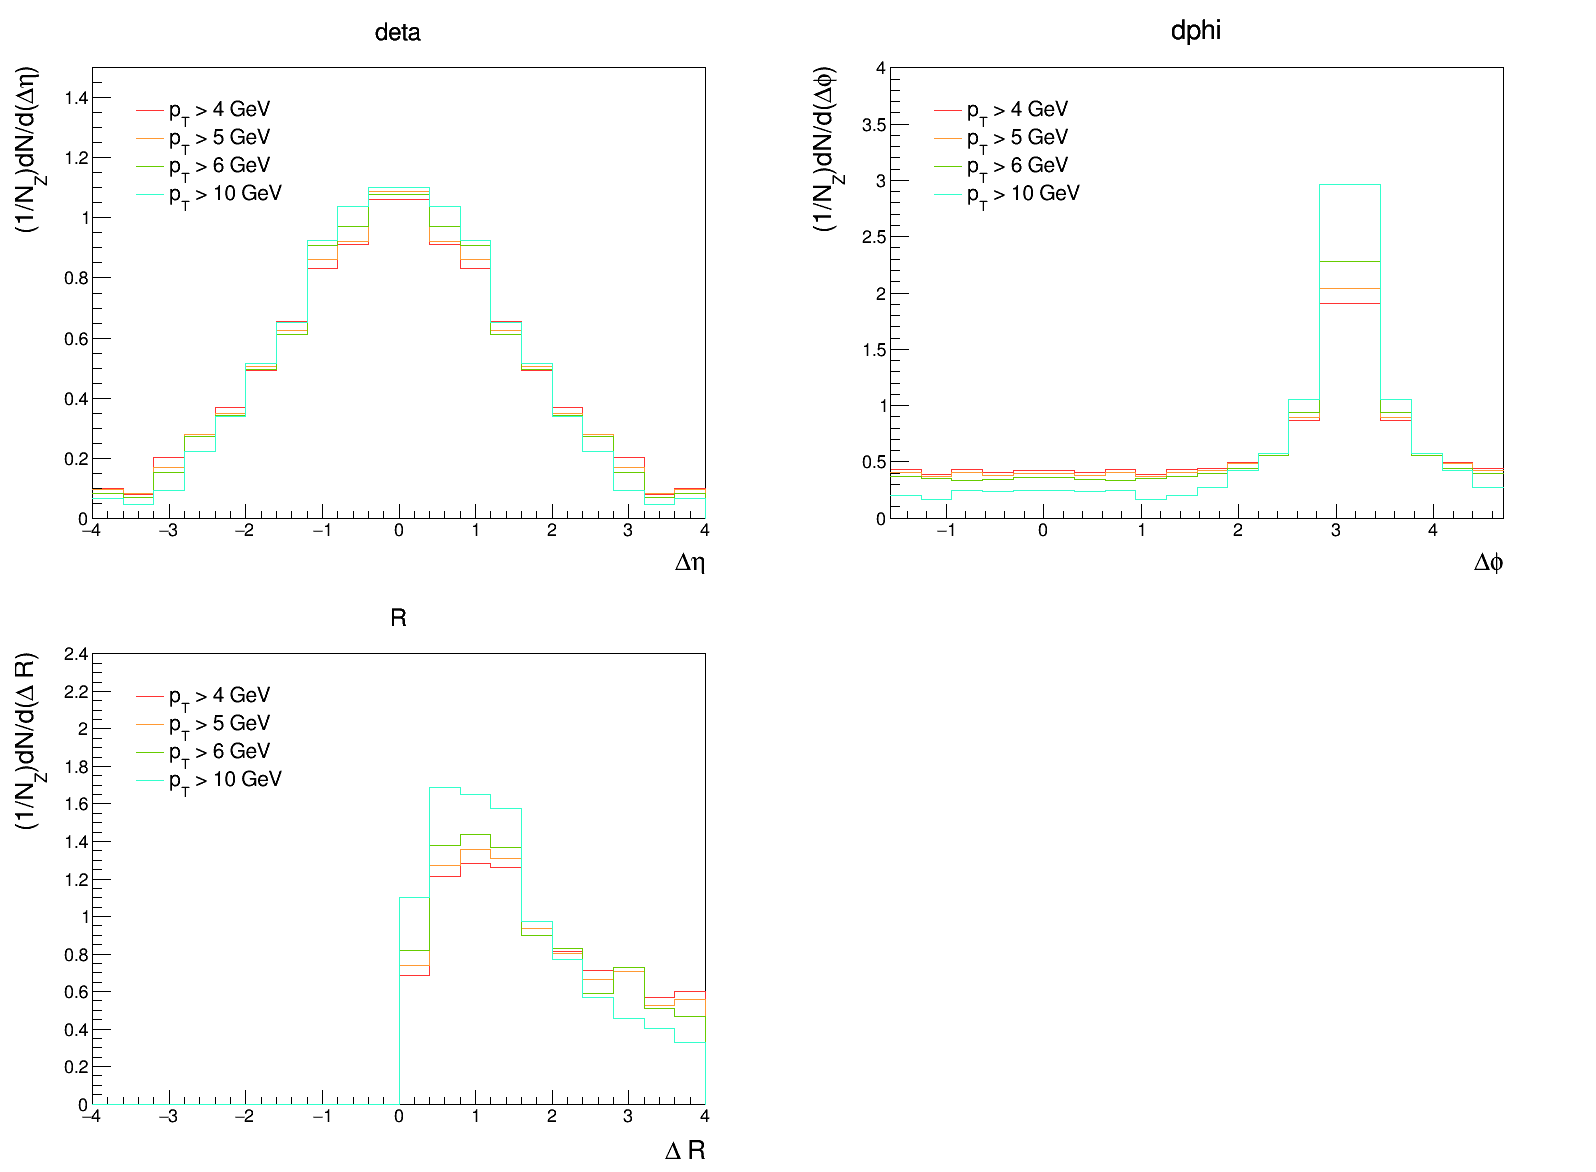 deta
(1/N_Z)dN/d(Δη)
p_T > 4 GeV
p_T > 5 GeV
p_T > 6 GeV
p_T > 10 GeV
1.4
1.2
1
0.8
0.6
0.4
0.2
0
−4 −3 −2 −1 0 1 2 3 4
Δη
dphi
(1/N_Z)dN/d(Δϕ)
p_T > 4 GeV
p_T > 5 GeV
p_T > 6 GeV
p_T > 10 GeV
4
3.5
3
2.5
2
1.5
1
0.5
0
−1 0 1 2 3 4
Δϕ
R
(1/N_Z)dN/d(Δ R)
p_T > 4 GeV
p_T > 5 GeV
p_T > 6 GeV
p_T > 10 GeV
2.4
2.2
2
1.8
1.6
1.4
1.2
1
0.8
0.6
0.4
0.2
0
−4 −3 −2 −1 0 1 2 3 4
Δ R